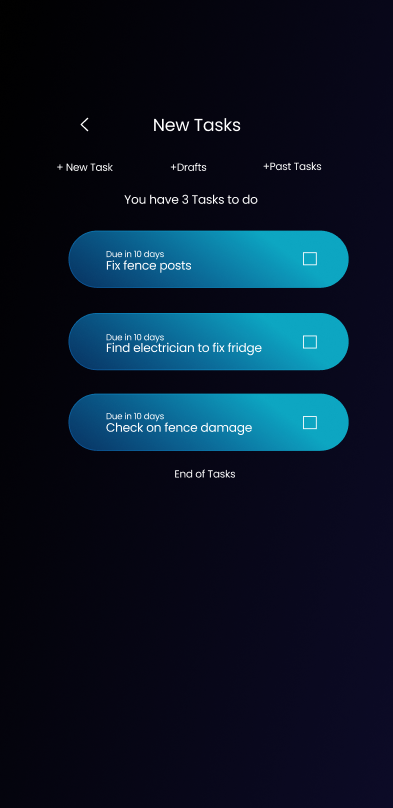 New Tasks
+ New Task +Drafts +Past Tasks
You have 3 Tasks to do
Due in 10 days
Fix fence posts
Due in 10 days
Find electrician to fix fridge
Due in 10 days
Check on fence damage
End of Tasks